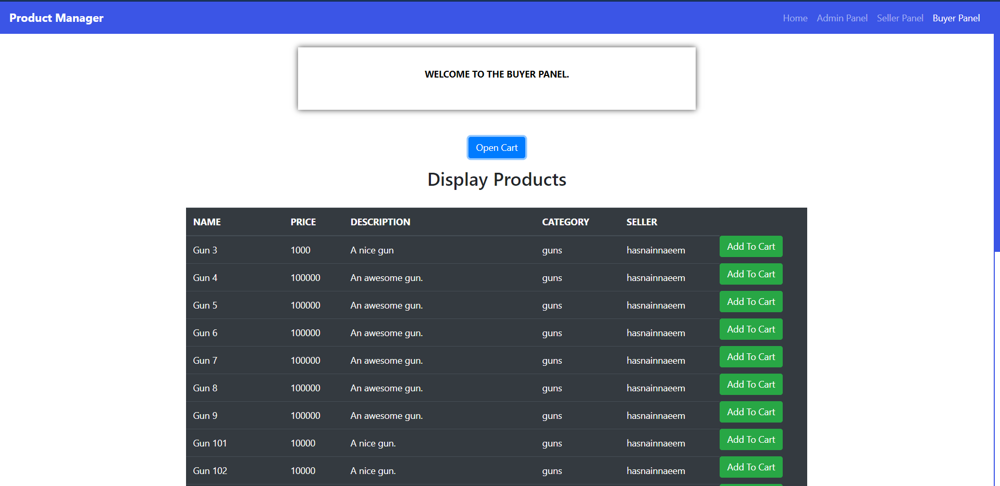 Product Manager Home Admin Panel Seller Panel Buyer Panel
WELCOME TO THE BUYER PANEL.
Open Cart
Display Products
NAME PRICE DESCRIPTION CATEGORY SELLER
Gun 3 1000 A nice gun guns hasnainnaeem Add To Cart
Gun 4 100000 An awesome gun. guns hasnainnaeem Add To Cart
Gun 5 100000 An awesome gun. guns hasnainnaeem Add To Cart
Gun 6 100000 An awesome gun. guns hasnainnaeem Add To Cart
Gun 7 100000 An awesome gun. guns hasnainnaeem Add To Cart
Gun 8 100000 An awesome gun. guns hasnainnaeem Add To Cart
Gun 9 100000 An awesome gun. guns hasnainnaeem Add To Cart
Gun 101 10000 A nice gun. guns hasnainnaeem Add To Cart
Gun 102 10000 A nice gun. guns hasnainnaeem Add To Cart